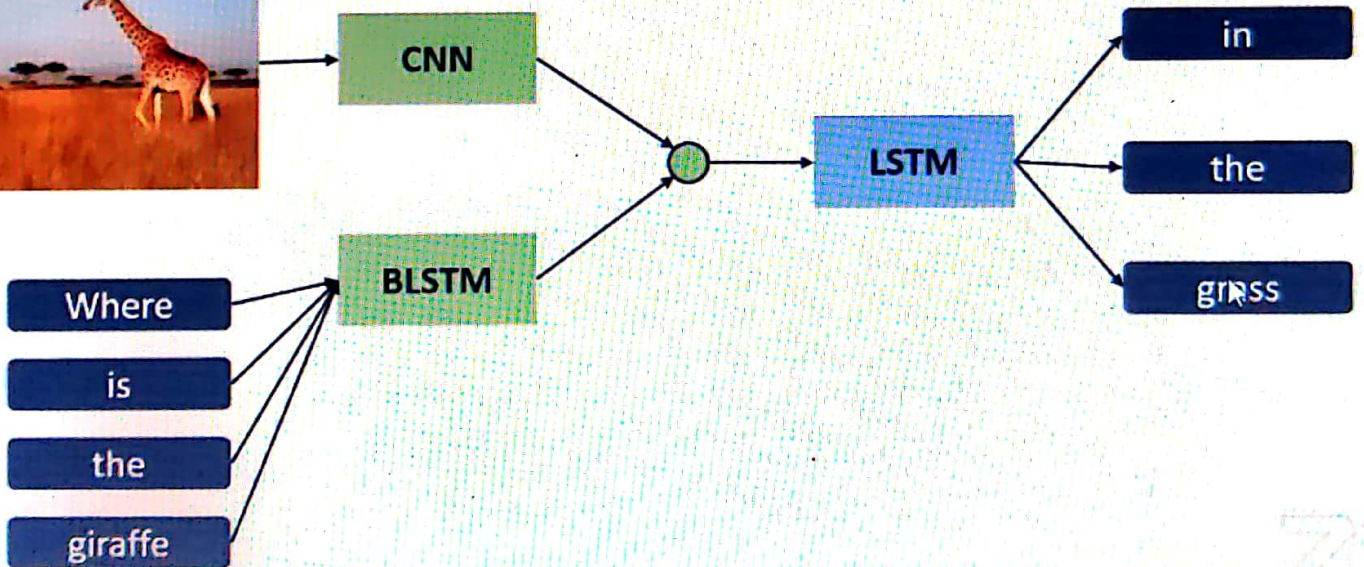 CNN
BLSTM
Where
is
the
giraffe
LSTM
in
the
grass